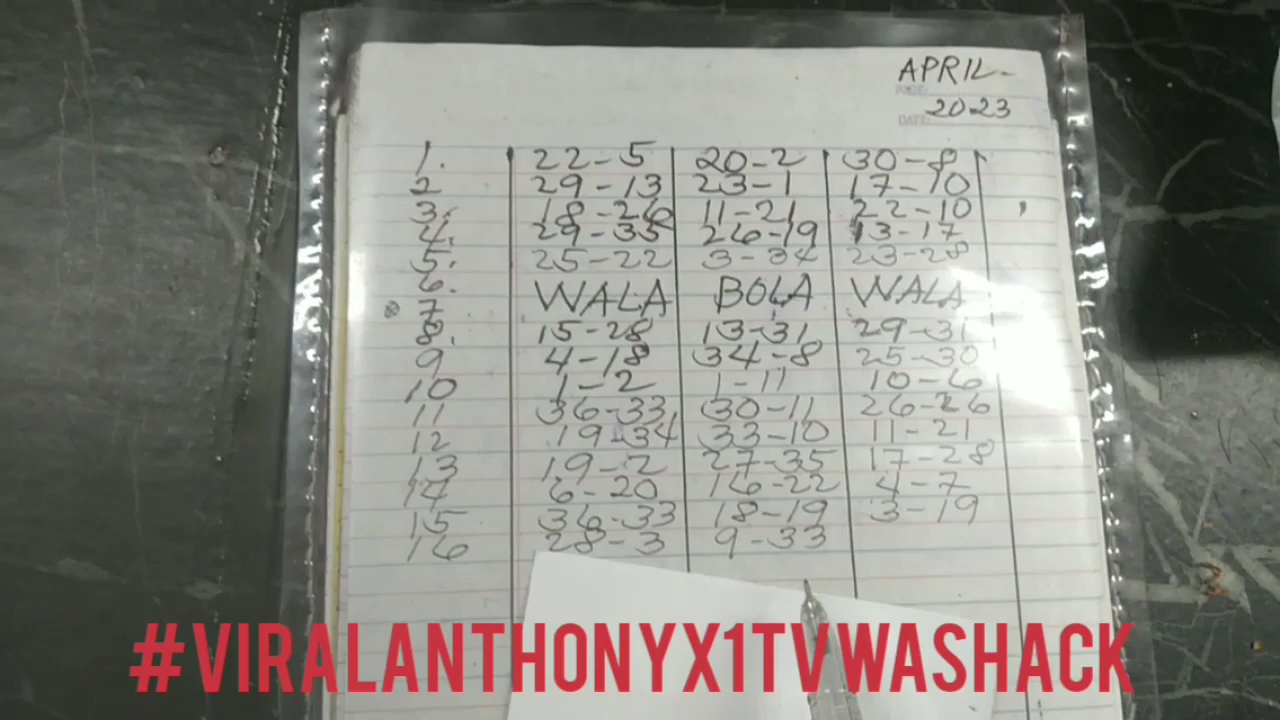 APRIL
PAGE:
2023
DATE:
1. 22-5 20-2 30-8
2 29-13 23-1 17-10
3. 18-26 11-21 22-10
4. 29-35 26-19 13-17
5. 25-22 3-34 23-28
6.
7 WALA BOLA WALA
8. 15-28 13-31 29-31
9 4-18 34-8 25-30
10 1-2 1-11 10-6
11 36-33 30-11 26-26
12 19-34 33-10 11-21
13 19-2 27-35 17-28
14 6-20 16-22 4-7
15 36-33 18-19 3-19
16 28-3 9-33
#VIRALANTHONYX1TVWASHACK